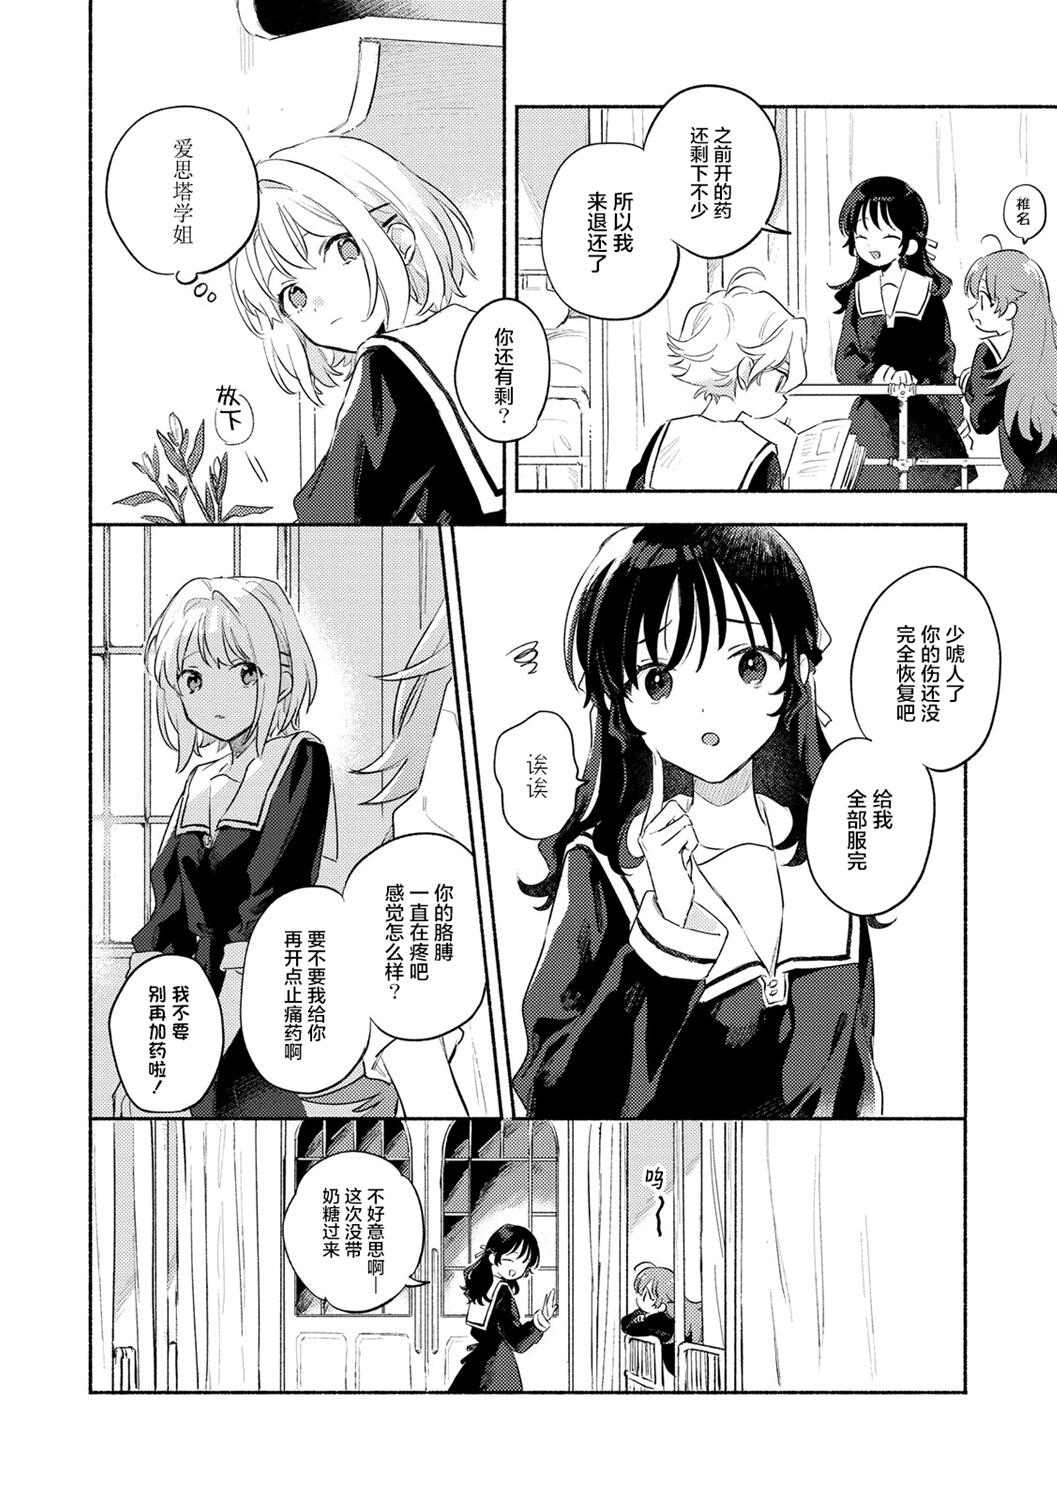 椎名
之前开的药
还剩下不少
所以我
来退还了
你还有剩？
爱思塔学姐
放下
少唬人了
你的伤还没
完全恢复吧
给我
全部服完
诶诶
你的胳膊
一直在疼吧
感觉怎么样？
要不要我给你
再开点止痛药啊
我不要
别再加药啦！
呜
不好意思啊
这次没带
奶糖过来